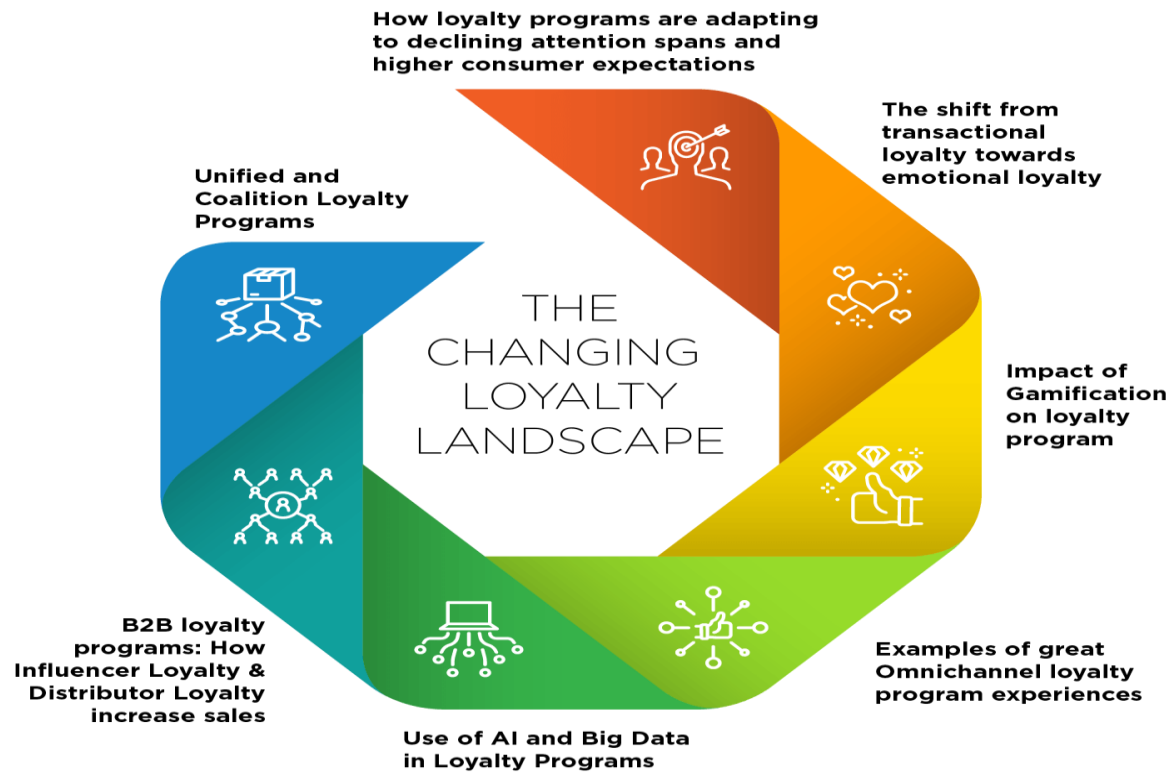 How loyalty programs are adapting
to declining attention spans and
higher consumer expectations
The shift from
transactional
loyalty towards
emotional loyalty
Impact of
Gamification
on loyalty
program
Examples of great
Omnichannel loyalty
program experiences
Use of AI and Big Data
in Loyalty Programs
B2B loyalty
programs: How
Influencer Loyalty &
Distributor Loyalty
increase sales
Unified and
Coalition Loyalty
Programs
THE
CHANGING
LOYALTY
LANDSCAPE